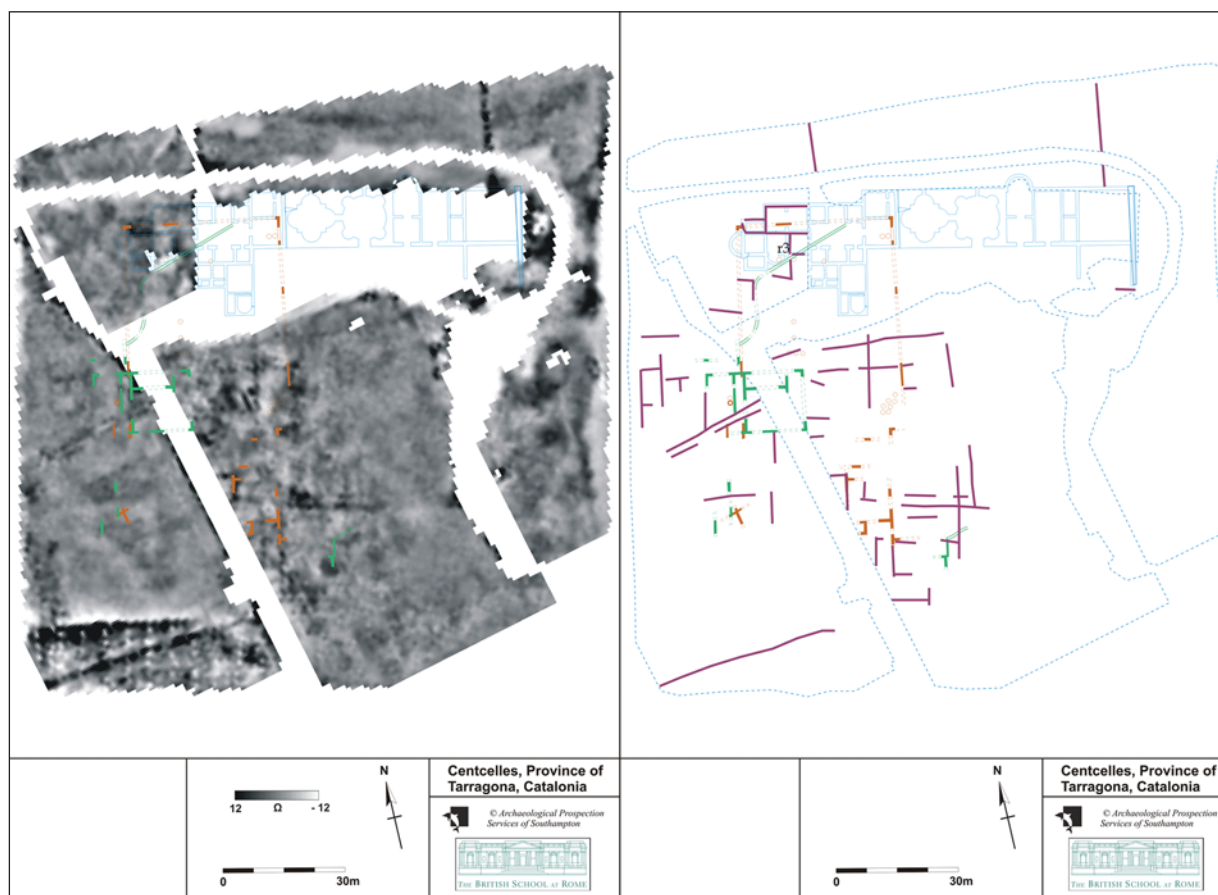 r3
N
Centcelles, Province of
Tarragona, Catalonia
12 Ω - 12
© Archaeological Prospection
Services of Southampton
0 30m
THE BRITISH SCHOOL AT ROME
N
Centcelles, Province of
Tarragona, Catalonia
© Archaeological Prospection
Services of Southampton
0 30m
THE BRITISH SCHOOL AT ROME